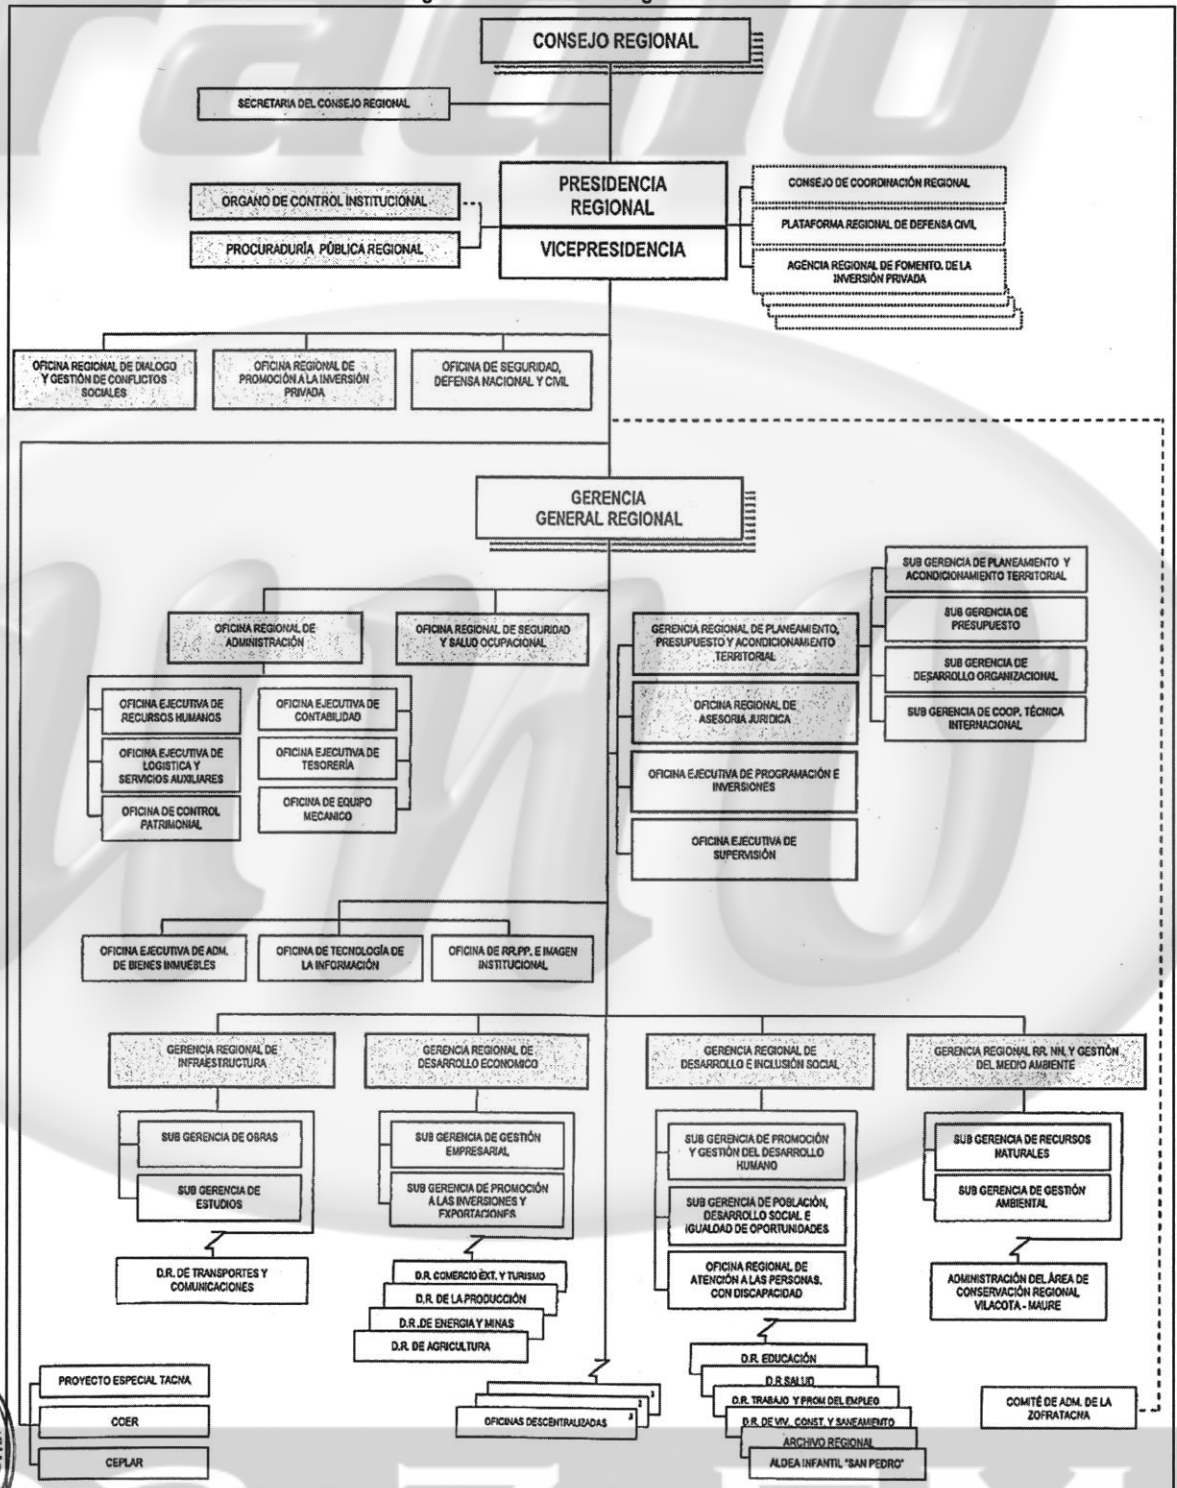 CONSEJO REGIONAL
SECRETARIA DEL CONSEJO REGIONAL
PRESIDENCIA
REGIONAL
VICEPRESIDENCIA
ORGANO DE CONTROL INSTITUCIONAL
PROCURADURÍA PÚBLICA REGIONAL
CONSEJO DE COORDINACIÓN REGIONAL
PLATAFORMA REGIONAL DE DEFENSA CIVIL
AGENCIA REGIONAL DE FOMENTO. DE LA
INVERSIÓN PRIVADA
OFICINA REGIONAL DE DIALOGO
Y GESTIÓN DE CONFLICTOS
SOCIALES
OFICINA REGIONAL DE
PROMOCIÓN A LA INVERSIÓN
PRIVADA
OFICINA DE SEGURIDAD,
DEFENSA NACIONAL Y CIVIL
GERENCIA
GENERAL REGIONAL
OFICINA REGIONAL DE
ADMINISTRACIÓN
OFICINA REGIONAL DE SEGURIDAD
Y SALUD OCUPACIONAL
OFICINA EJECUTIVA DE
RECURSOS HUMANOS
OFICINA EJECUTIVA DE
LOGISTICA Y
SERVICIOS AUXILIARES
OFICINA DE CONTROL
PATRIMONIAL
OFICINA EJECUTIVA DE
CONTABILIDAD
OFICINA EJECUTIVA DE
TESORERÍA
OFICINA DE EQUIPO
MECANICO
GERENCIA REGIONAL DE PLANEAMIENTO,
PRESUPUESTO Y ACONDICIONAMIENTO
TERRITORIAL
OFICINA REGIONAL DE
ASESORIA JURIDICA
OFICINA EJECUTIVA DE PROGRAMACIÓN E
INVERSIONES
OFICINA EJECUTIVA DE
SUPERVISIÓN
SUB GERENCIA DE PLANEAMIENTO Y
ACONDICIONAMIENTO TERRITORIAL
SUB GERENCIA DE
PRESUPUESTO
SUB GERENCIA DE
DESARROLLO ORGANIZACIONAL
SUB GERENCIA DE COOP. TÉCNICA
INTERNACIONAL
OFICINA EJECUTIVA DE ADM.
DE BIENES INMUEBLES
OFICINA DE TECNOLOGÍA DE
LA INFORMACIÓN
OFICINA DE RR.PP. E IMAGEN
INSTITUCIONAL
GERENCIA REGIONAL DE
INFRAESTRUCTURA
SUB GERENCIA DE OBRAS
SUB GERENCIA DE
ESTUDIOS
D.R. DE TRANSPORTES Y
COMUNICACIONES
GERENCIA REGIONAL DE
DESARROLLO ECONOMICO
SUB GERENCIA DE GESTIÓN
EMPRESARIAL
SUB GERENCIA DE PROMOCIÓN
A LAS INVERSIONES Y
EXPORTACIONES
D.R. COMERCIO EXT. Y TURISMO
D.R. DE LA PRODUCCIÓN
D.R. DE ENERGIA Y MINAS
D.R. DE AGRICULTURA
GERENCIA REGIONAL DE
DESARROLLO E INCLUSIÓN SOCIAL
SUB GERENCIA DE PROMOCIÓN
Y GESTIÓN DEL DESARROLLO
HUMANO
SUB GERENCIA DE POBLACIÓN,
DESARROLLO SOCIAL E
IGUALDAD DE OPORTUNIDADES
OFICINA REGIONAL DE
ATENCIÓN A LAS PERSONAS.
CON DISCAPACIDAD
D.R. EDUCACIÓN
D.R SALUD
D.R. TRABAJO Y PROM DEL EMPLEO
D.R. DE VIV., CONST. Y SANEAMIENTO
ARCHIVO REGIONAL
ALDEA INFANTIL "SAN PEDRO"
GERENCIA REGIONAL RR. NN. Y GESTIÓN
DEL MEDIO AMBIENTE
SUB GERENCIA DE RECURSOS
NATURALES
SUB GERENCIA DE GESTIÓN
AMBIENTAL
ADMINISTRACIÓN DEL ÁREA DE
CONSERVACIÓN REGIONAL
VILACOTA - MAURE
PROYECTO ESPECIAL TACNA
COER
CEPLAR
1
2
3
OFICINAS DESCENTRALIZADAS
COMITÉ DE ADM. DE LA
ZOFRATACNA
radio
uno